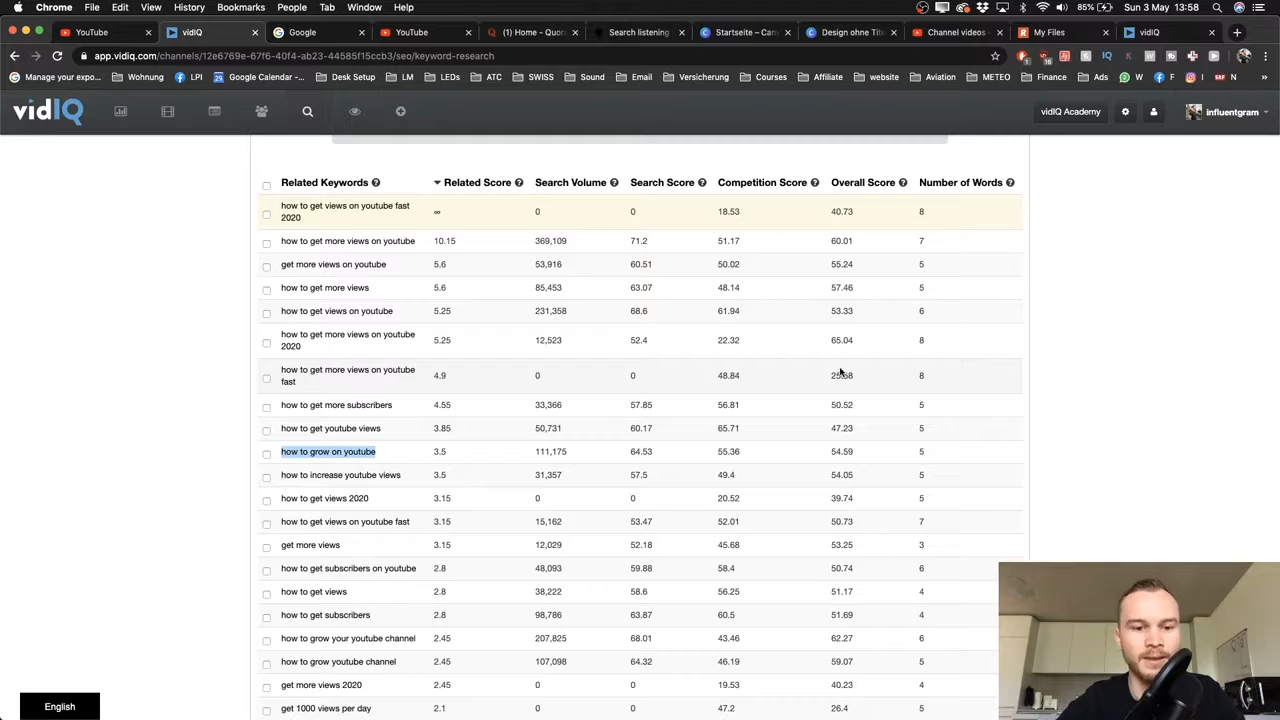 Chrome File Edit View History Bookmarks People Tab Window Help 85% Sun 3 May 13:58
YouTube vidIQ Google YouTube (1) Home - Quor Search listening Startseite – Can Design ohne Tite Channel videos - My Files vidIQ
app.vidiq.com/channels/12e6769e-67f6-40f4-ab23-44585f15ccb3/seo/keyword-research
Manage your expo... Wohnung LPI Google Calendar -... Desk Setup LM LEDs ATC SWISS Sound Email Versicherung Courses Affiliate website Aviation METEO Finance Ads W F I N »
vidIQ vidIQ Academy influentgram
Related Keywords Related Score Search Volume Search Score Competition Score Overall Score Number of Words
how to get views on youtube fast
2020 ∞ 0 0 18.53 40.73 8
how to get more views on youtube 10.15 369,109 71.2 51.17 60.01 7
get more views on youtube 5.6 53,916 60.51 50.02 55.24 5
how to get more views 5.6 85,453 63.07 48.14 57.46 5
how to get views on youtube 5.25 231,358 68.6 61.94 53.33 6
how to get more views on youtube
2020 5.25 12,523 52.4 22.32 65.04 8
how to get more views on youtube
fast 4.9 0 0 48.84 8
how to get more subscribers 4.55 33,366 57.85 56.81 50.52 5
how to get youtube views 3.85 50,731 60.17 65.71 47.23 5
how to grow on youtube 3.5 111,175 64.53 55.36 54.59 5
how to increase youtube views 3.5 31,357 57.5 49.4 54.05 5
how to get views 2020 3.15 0 0 20.52 39.74 5
how to get views on youtube fast 3.15 15,162 53.47 52.01 50.73 7
get more views 3.15 12,029 52.18 45.68 53.25 3
how to get subscribers on youtube 2.8 48,093 59.88 58.4 50.74 6
how to get views 2.8 38,222 58.6 56.25 51.17 4
how to get subscribers 2.8 98,786 63.87 60.5 51.69 4
how to grow your youtube channel 2.45 207,825 68.01 43.46 62.27 6
how to grow youtube channel 2.45 107,098 64.32 46.19 59.07 5
get more views 2020 2.45 0 0 19.53 40.23 4
get 1000 views per day 2.1 0 0 47.2 26.4 5
English